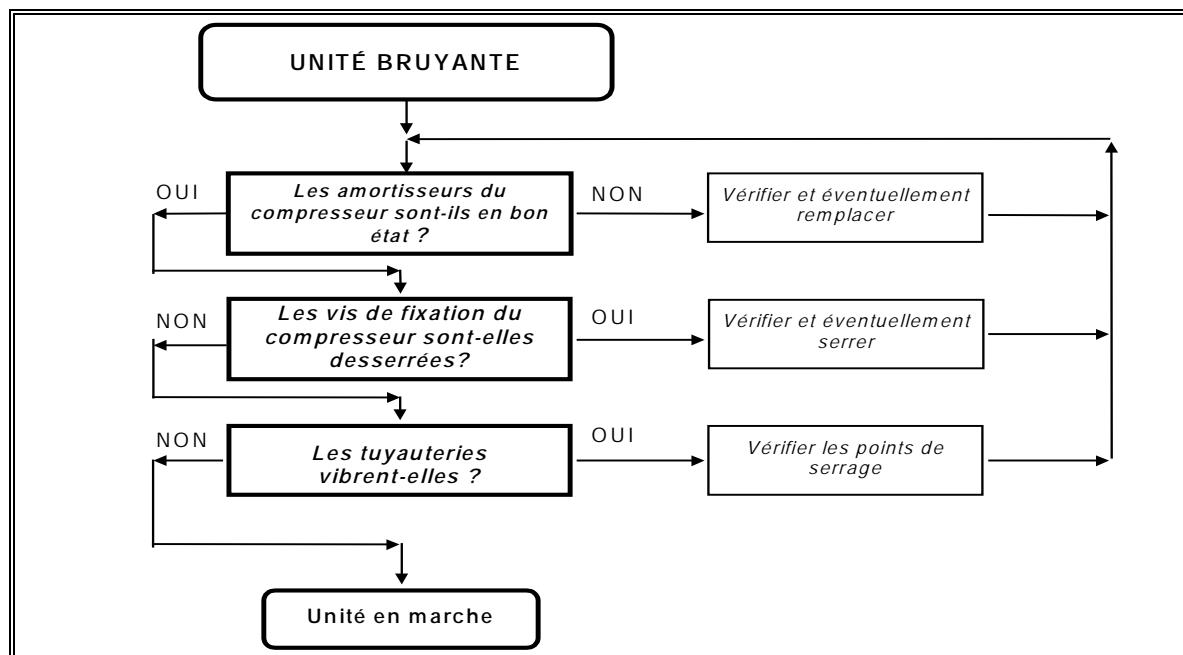 UNITÉ BRUYANTE
OUI
Les amortisseurs du
compresseur sont-ils en bon
état ?
NON
Vérifier et éventuellement
remplacer
NON
Les vis de fixation du
compresseur sont-elles
desserrées?
OUI
Vérifier et éventuellement
serrer
NON
Les tuyauteries
vibrent-elles ?
OUI
Vérifier les points de
serrage
Unité en marche